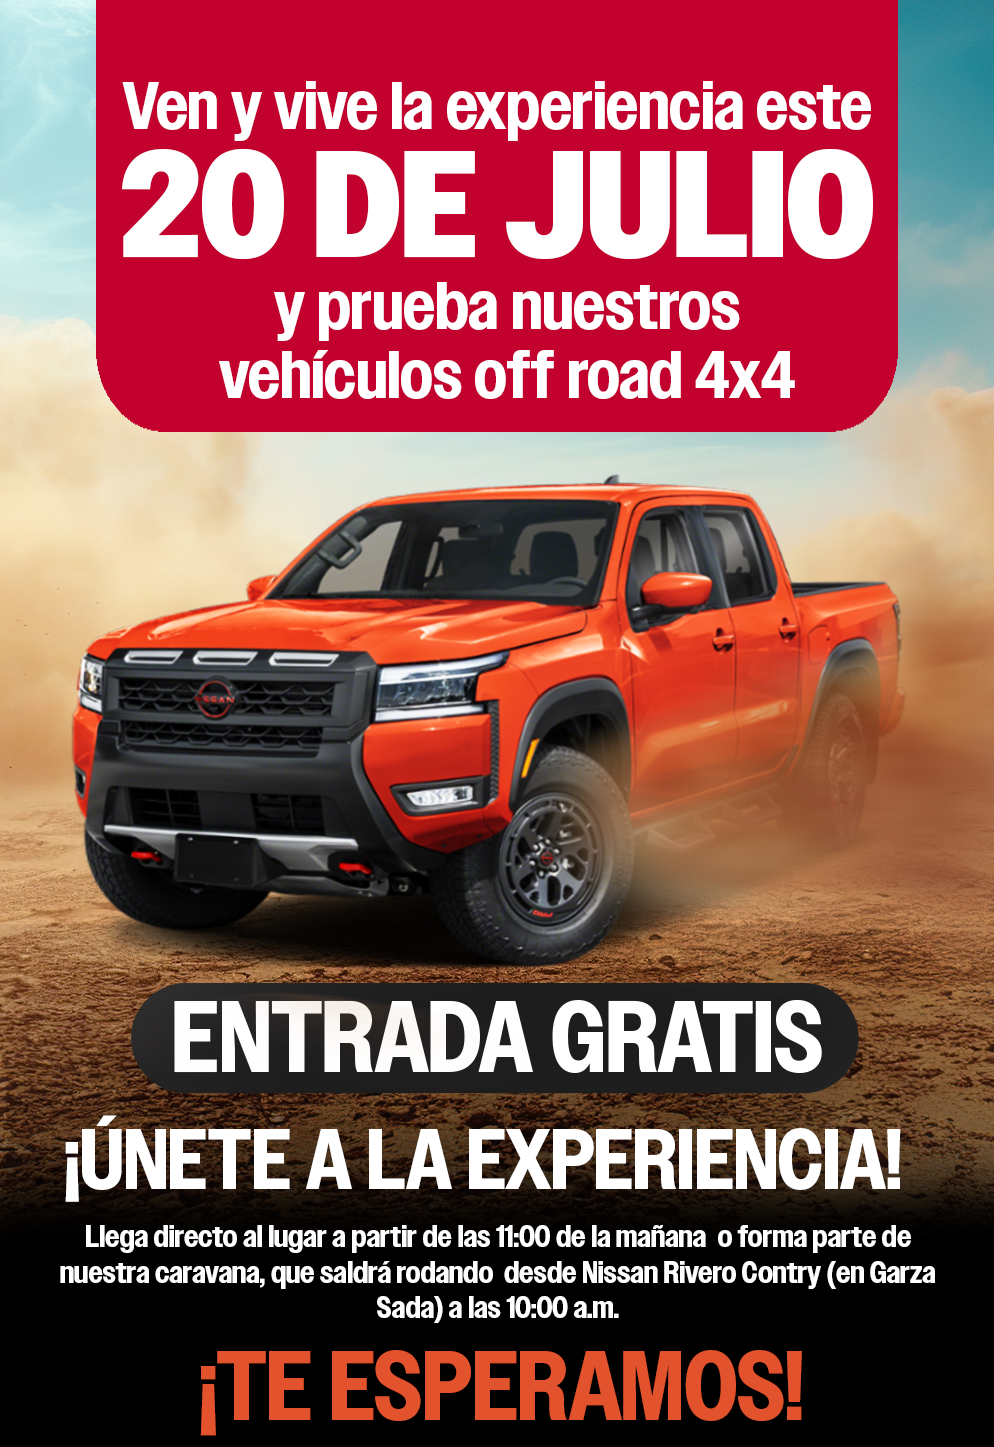 Ven y vive la experiencia este
20 DE JULIO
y prueba nuestros
vehículos off road 4x4
NISSAN
PRO
ENTRADA GRATIS
¡ÚNETE A LA EXPERIENCIA!
Llega directo al lugar a partir de las 11:00 de la mañana o forma parte de
nuestra caravana, que saldrá rodando desde Nissan Rivero Contry (en Garza
Sada) a las 10:00 a.m.
¡TE ESPERAMOS!